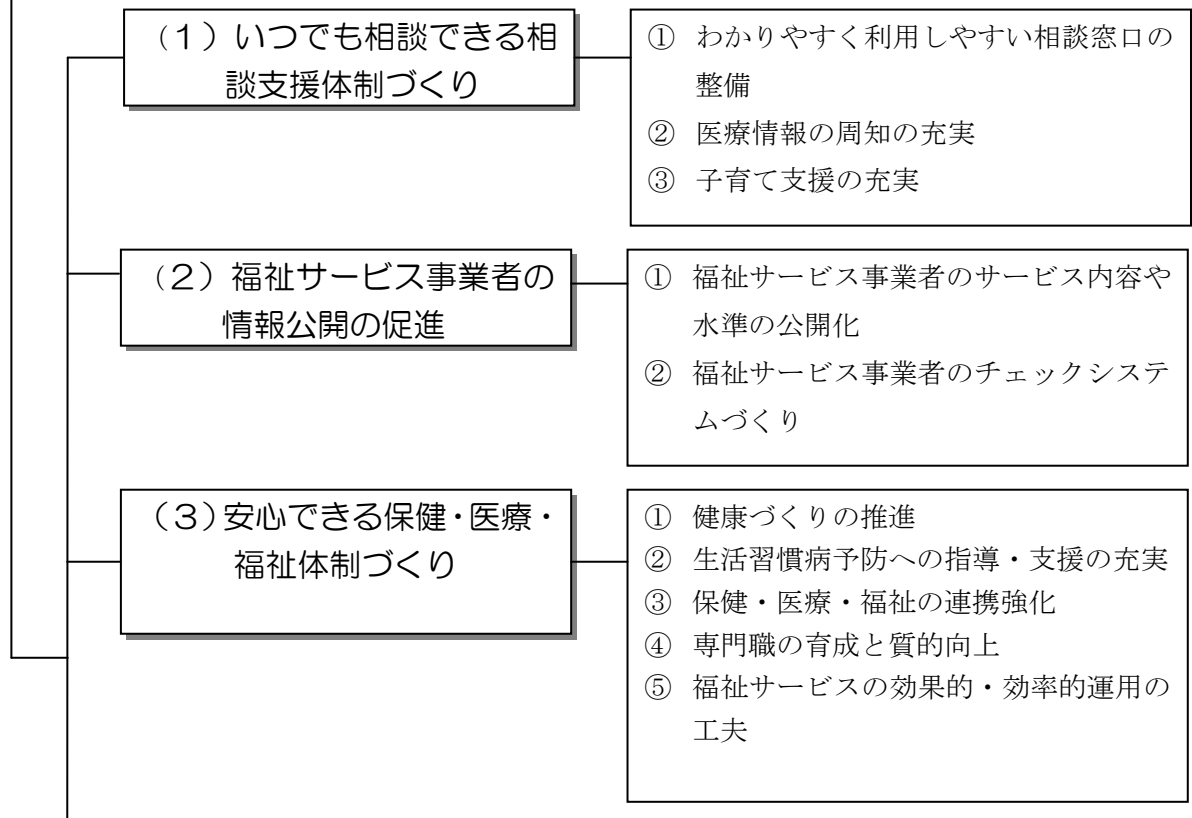 （１）いつでも相談できる相
談支援体制づくり
① わかりやすく利用しやすい相談窓口の
整備
② 医療情報の周知の充実
③ 子育て支援の充実
（２）福祉サービス事業者の
情報公開の促進
① 福祉サービス事業者のサービス内容や
水準の公開化
② 福祉サービス事業者のチェックシステ
ムづくり
（３）安心できる保健・医療・
福祉体制づくり
① 健康づくりの推進
② 生活習慣病予防への指導・支援の充実
③ 保健・医療・福祉の連携強化
④ 専門職の育成と質的向上
⑤ 福祉サービスの効果的・効率的運用の
工夫